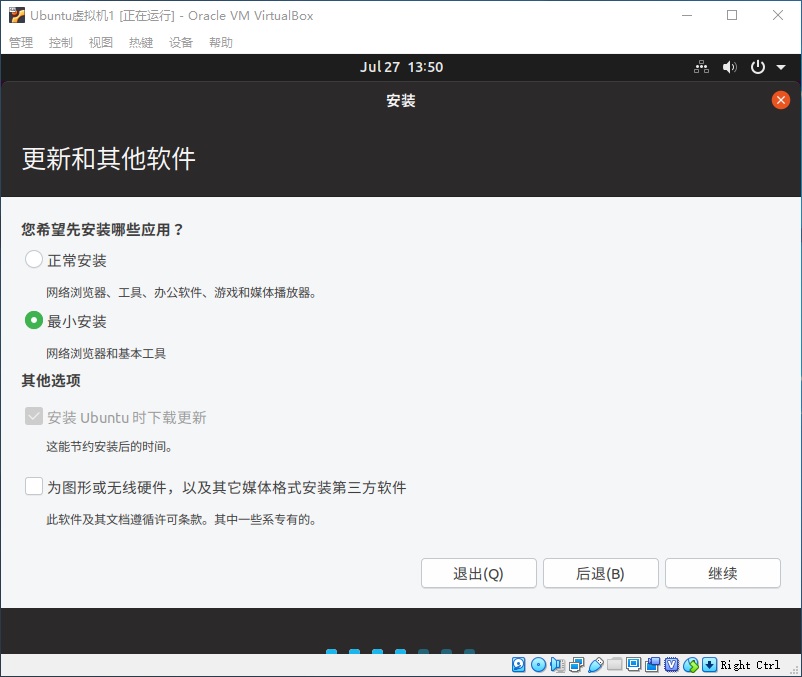 Ubuntu虚拟机1 [正在运行] - Oracle VM VirtualBox
管理 控制 视图 热键 设备 帮助
Jul 27 13:50
安装
更新和其他软件
您希望先安装哪些应用？
正常安装
网络浏览器、工具、办公软件、游戏和媒体播放器。
最小安装
网络浏览器和基本工具
其他选项
安装 Ubuntu 时下载更新
这能节约安装后的时间。
为图形或无线硬件，以及其它媒体格式安装第三方软件
此软件及其文档遵循许可条款。其中一些系专有的。
退出(Q) 后退(B) 继续
Right Ctrl